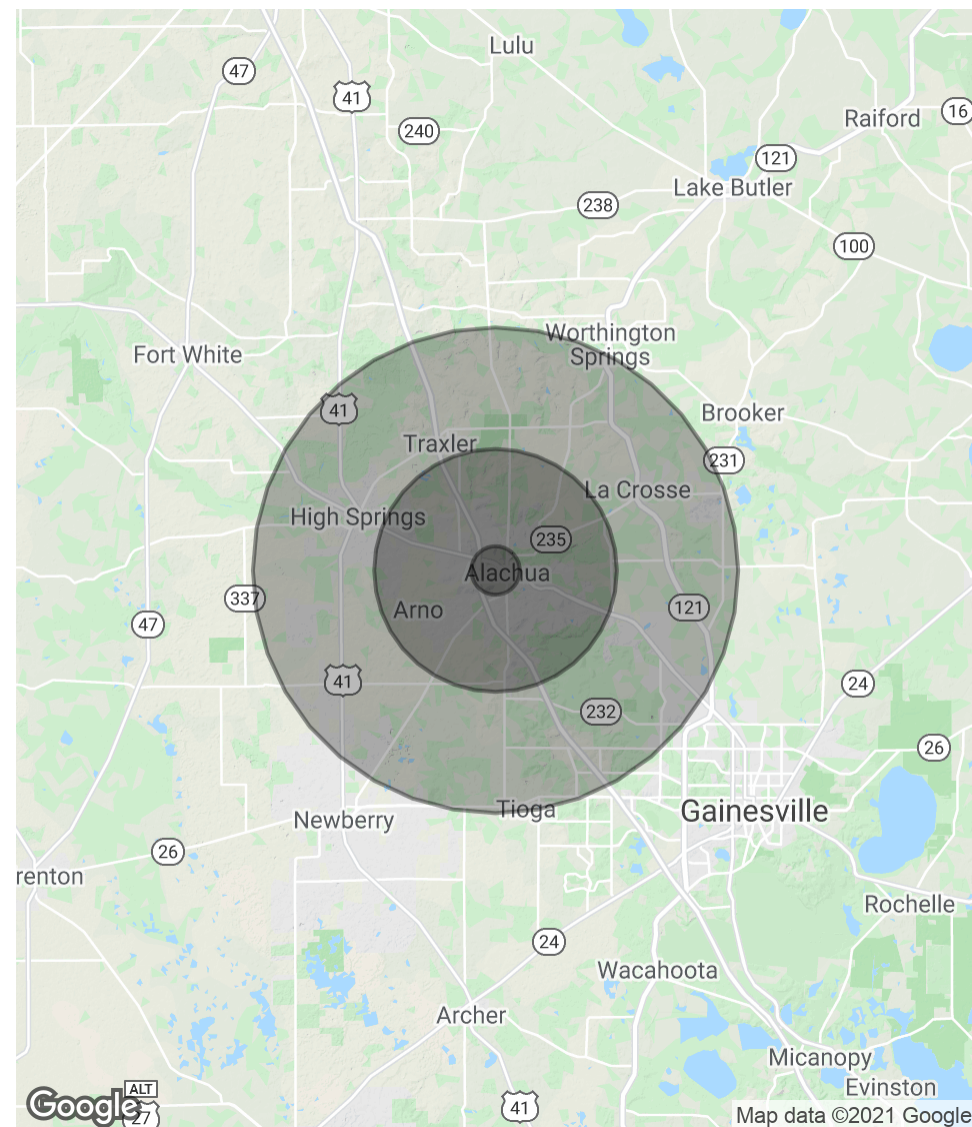 Lulu
47
41
240
16
Raiford
121
Lake Butler
238
100
Worthington
Springs
Fort White
41
Brooker
Traxler
231
La Crosse
High Springs
235
Alachua
337
Arno
121
47
41
24
232
26
Tioga
Gainesville
Newberry
26
renton
Rochelle
24
Wacahoota
Archer
Micanopy
Evinston
ALT
27
Google
41
Map data ©2021 Google